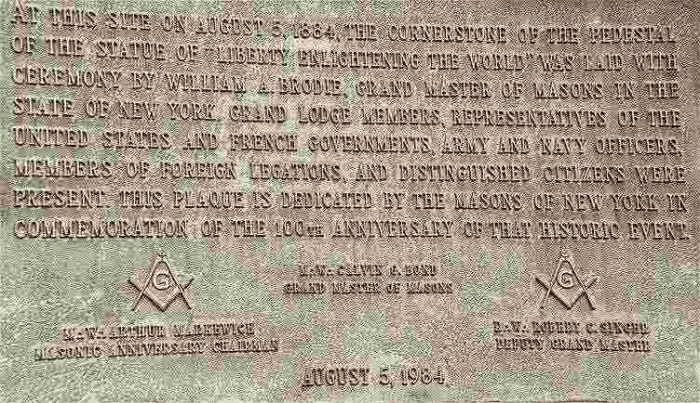 AT THIS SITE ON AUGUST 5, 1884, THE CORNERSTONE OF THE PEDESTAL
OF THE STATUE OF "LIBERTY ENLIGHTENING THE WORLD" WAS LAID WITH
CEREMONY BY WILLIAM A. BRODIE, GRAND MASTER OF MASONS IN THE
STATE OF NEW YORK. GRAND LODGE MEMBERS, REPRESENTATIVES OF THE
UNITED STATES AND FRENCH GOVERNMENTS, ARMY AND NAVY OFFICERS,
MEMBERS OF FOREIGN LEGATIONS, AND DISTINGUISHED CITIZENS WERE
PRESENT. THIS PLAQUE IS DEDICATED BY THE MASONS OF NEW YORK IN
COMMEMORATION OF THE 100TH ANNIVERSARY OF THAT HISTORIC EVENT.
G
G
M∴W∴ CALVIN G. BOND
GRAND MASTER OF MASONS
M∴W∴ ARTHUR MARKEWICH
MASONIC ANNIVERSARY CHAIRMAN
R∴W∴ ROBERT C. SINGER
DEPUTY GRAND MASTER
AUGUST 5, 1984